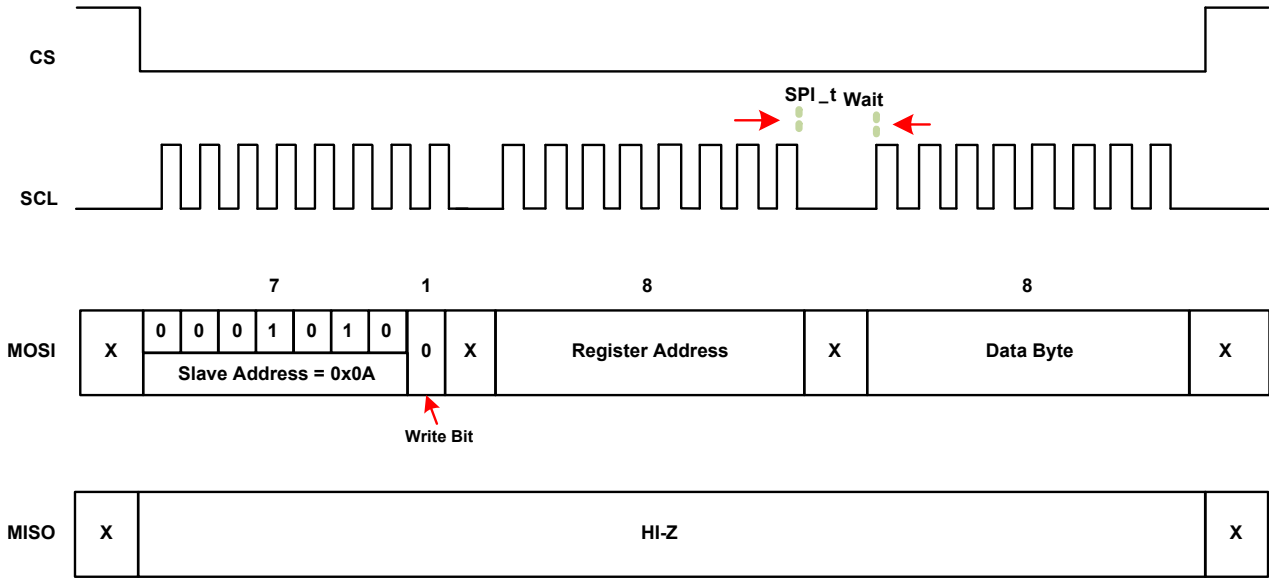 CS
SPI_t Wait
SCL
7 1 8 8
MOSI X 0 0 0 1 0 1 0 0 X Register Address X Data Byte X
Slave Address = 0x0A
Write Bit
MISO X HI-Z X